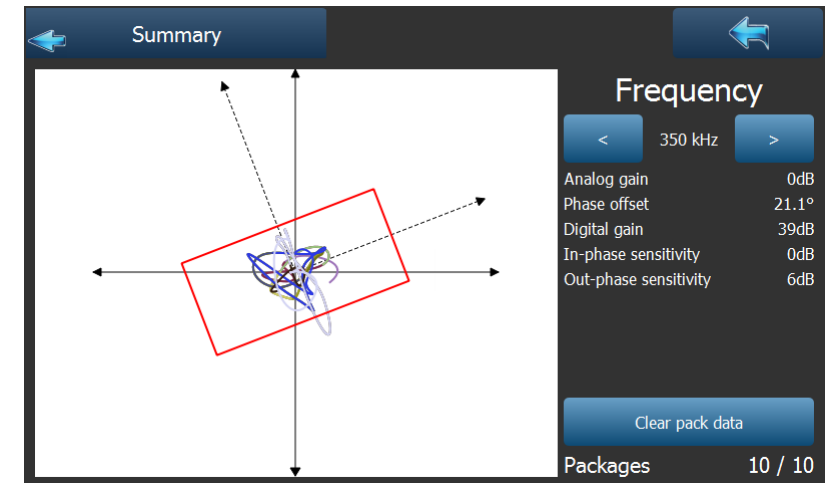 Summary
Frequency
< 350 kHz >
Analog gain 0dB
Phase offset 21.1°
Digital gain 39dB
In-phase sensitivity 0dB
Out-phase sensitivity 6dB
Clear pack data
Packages 10 / 10